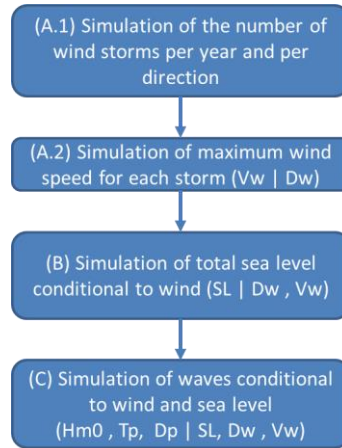 (A.1) Simulation of the number of
wind storms per year and per
direction
(A.2) Simulation of maximum wind
speed for each storm (Vw | Dw)
(B) Simulation of total sea level
conditional to wind (SL | Dw , Vw)
(C) Simulation of waves conditional
to wind and sea level
(Hm0 , Tp, Dp | SL, Dw , Vw)